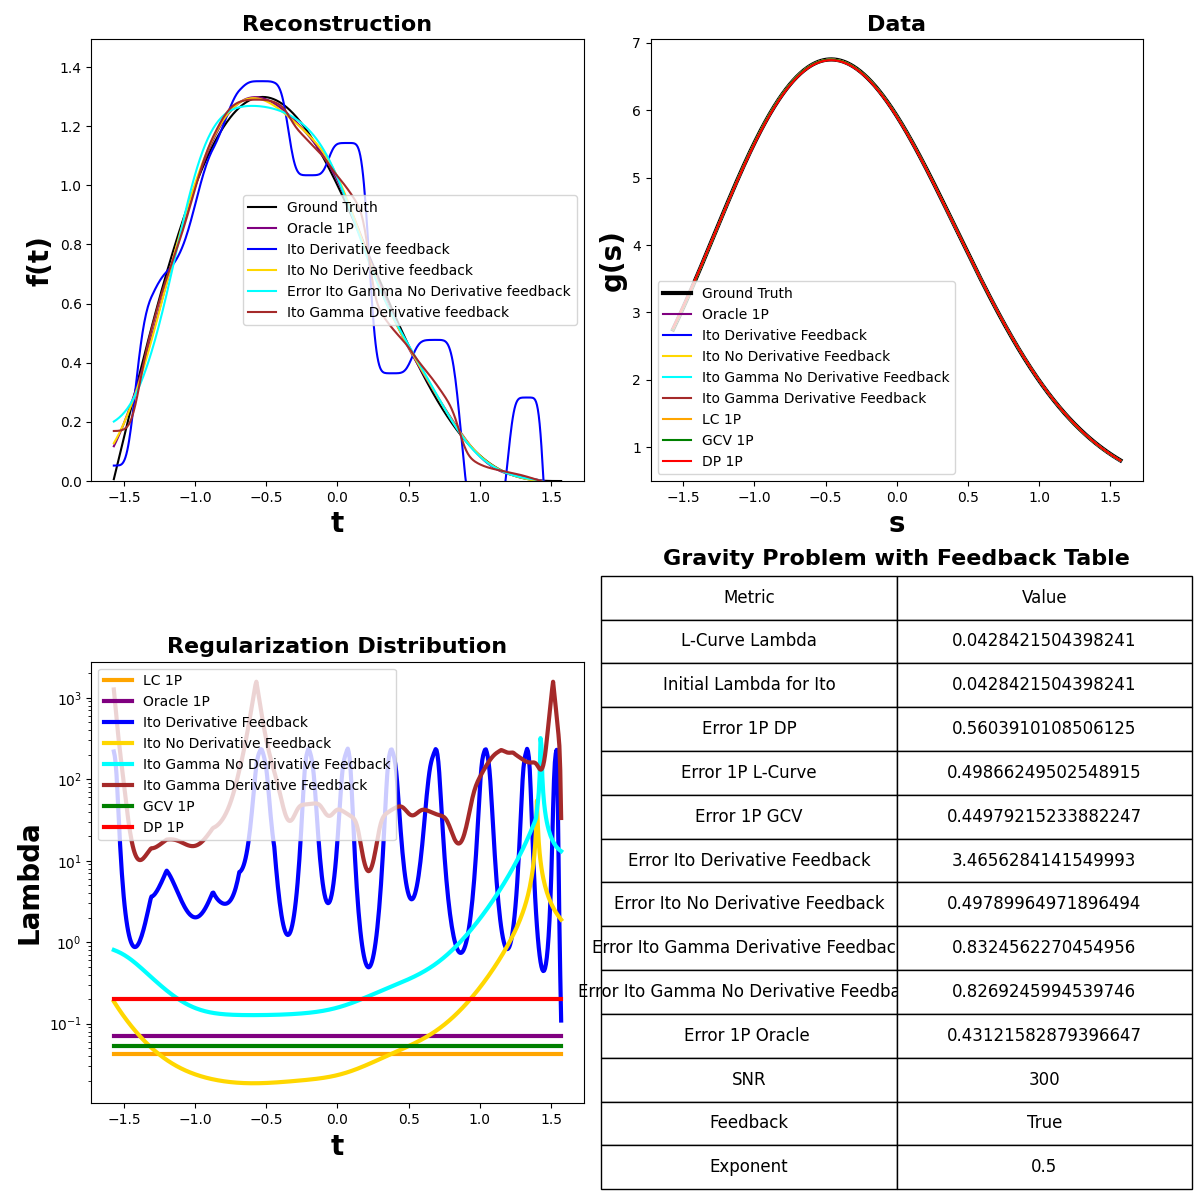 Reconstruction
f(t)
1.4
1.2
1.0
0.8
0.6
0.4
0.2
0.0
Ground Truth
Oracle 1P
Ito Derivative feedback
Ito No Derivative feedback
Error Ito Gamma No Derivative feedback
Ito Gamma Derivative feedback
−1.5 −1.0 −0.5 0.0 0.5 1.0 1.5
t
Data
g(s)
7
6
5
4
3
2
1
Ground Truth
Oracle 1P
Ito Derivative Feedback
Ito No Derivative Feedback
Ito Gamma No Derivative Feedback
Ito Gamma Derivative Feedback
LC 1P
GCV 1P
DP 1P
−1.5 −1.0 −0.5 0.0 0.5 1.0 1.5
s
Regularization Distribution
Lambda
10³
10²
10¹
10⁰
10⁻¹
LC 1P
Oracle 1P
Ito Derivative Feedback
Ito No Derivative Feedback
Ito Gamma No Derivative Feedback
Ito Gamma Derivative Feedback
GCV 1P
DP 1P
−1.5 −1.0 −0.5 0.0 0.5 1.0 1.5
t
Gravity Problem with Feedback Table
Metric Value
L-Curve Lambda 0.0428421504398241
Initial Lambda for Ito 0.0428421504398241
Error 1P DP 0.5603910108506125
Error 1P L-Curve 0.49866249502548915
Error 1P GCV 0.44979215233882247
Error Ito Derivative Feedback 3.4656284141549993
Error Ito No Derivative Feedback 0.49789964971896494
Error Ito Gamma Derivative Feedbac 0.8324562270454956
Error Ito Gamma No Derivative Feedba 0.8269245994539746
Error 1P Oracle 0.43121582879396647
SNR 300
Feedback True
Exponent 0.5